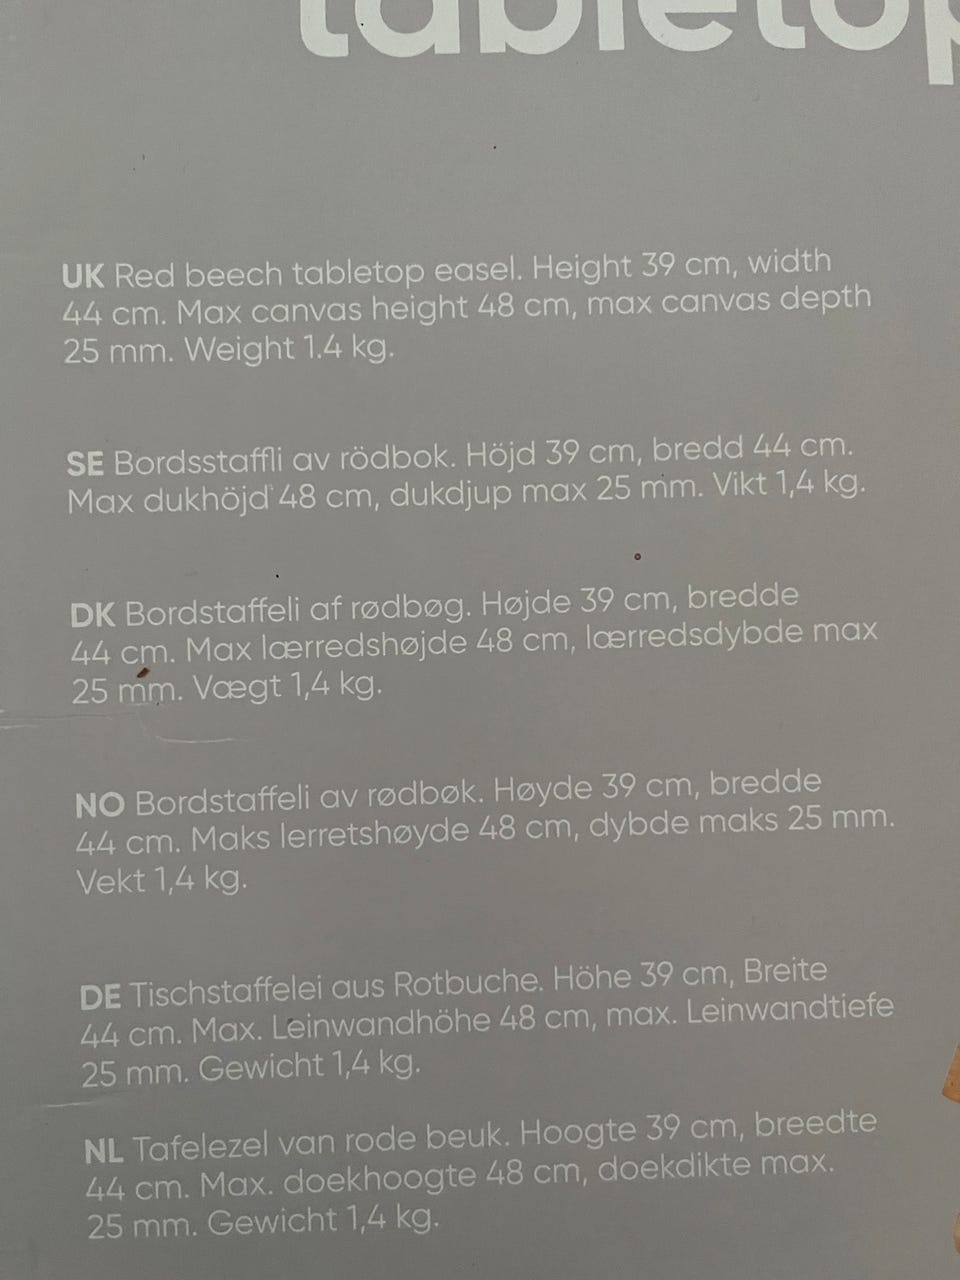 tabletop
UK Red beech tabletop easel. Height 39 cm, width
44 cm. Max canvas height 48 cm, max canvas depth
25 mm. Weight 1.4 kg.
SE Bordsstaffli av rödbok. Höjd 39 cm, bredd 44 cm.
Max dukhöjd 48 cm, dukdjup max 25 mm. Vikt 1,4 kg.
DK Bordstaffeli af rødbøg. Højde 39 cm, bredde
44 cm. Max lærredshøjde 48 cm, lærredsdybde max
25 mm. Vægt 1,4 kg.
NO Bordstaffeli av rødbøk. Høyde 39 cm, bredde
44 cm. Maks lerretshøyde 48 cm, dybde maks 25 mm.
Vekt 1,4 kg.
DE Tischstaffelei aus Rotbuche. Höhe 39 cm, Breite
44 cm. Max. Leinwandhöhe 48 cm, max. Leinwandtiefe
25 mm. Gewicht 1,4 kg.
NL Tafelezel van rode beuk. Hoogte 39 cm, breedte
44 cm. Max. doekhoogte 48 cm, doekdikte max.
25 mm. Gewicht 1,4 kg.